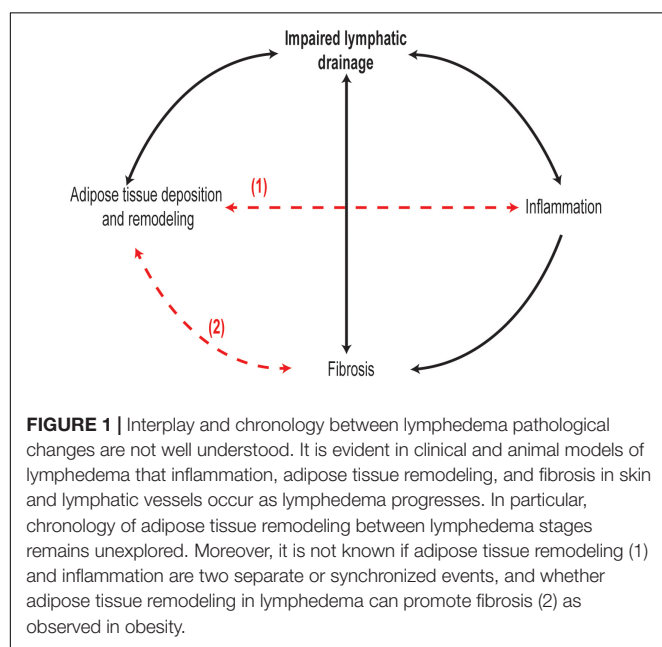 Impaired lymphatic
drainage
(1)
Adipose tissue deposition
and remodeling
Inflammation
(2)
Fibrosis
FIGURE 1 | Interplay and chronology between lymphedema pathological
changes are not well understood. It is evident in clinical and animal models of
lymphedema that inflammation, adipose tissue remodeling, and fibrosis in skin
and lymphatic vessels occur as lymphedema progresses. In particular,
chronology of adipose tissue remodeling between lymphedema stages
remains unexplored. Moreover, it is not known if adipose tissue remodeling (1)
and inflammation are two separate or synchronized events, and whether
adipose tissue remodeling in lymphedema can promote fibrosis (2) as
observed in obesity.